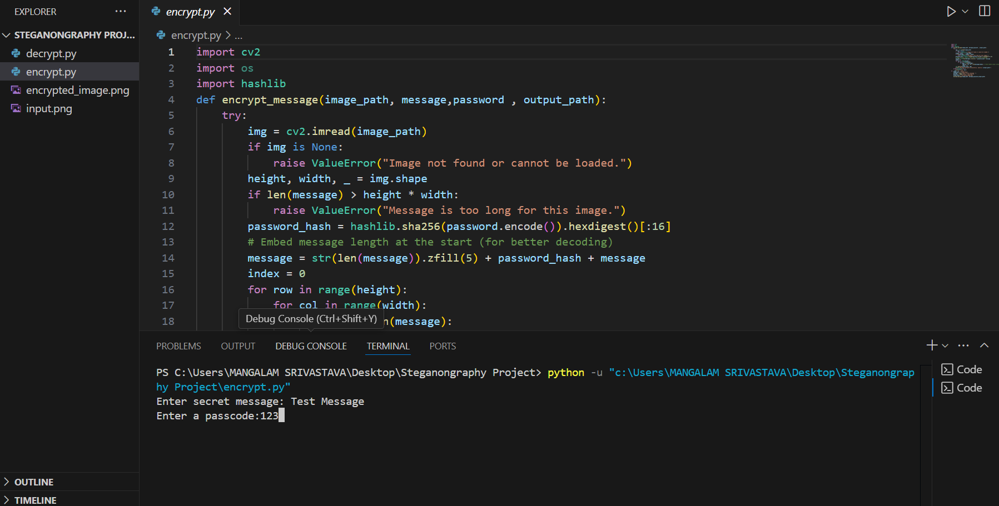 EXPLORER
STEGANONGRAPHY PROJ...
decrypt.py
encrypt.py
encrypted_image.png
input.png
OUTLINE
TIMELINE
encrypt.py
encrypt.py > ...
1 import cv2
2 import os
3 import hashlib
4 def encrypt_message(image_path, message,password , output_path):
5 try:
6 img = cv2.imread(image_path)
7 if img is None:
8 raise ValueError("Image not found or cannot be loaded.")
9 height, width, _ = img.shape
10 if len(message) > height * width:
11 raise ValueError("Message is too long for this image.")
12 password_hash = hashlib.sha256(password.encode()).hexdigest()[:16]
13 # Embed message length at the start (for better decoding)
14 message = str(len(message)).zfill(5) + password_hash + message
15 index = 0
16 for row in range(height):
17 for col in range(width):
18 n(message):
Debug Console (Ctrl+Shift+Y)
PROBLEMS OUTPUT DEBUG CONSOLE TERMINAL PORTS
PS C:\Users\MANGALAM SRIVASTAVA\Desktop\Steganongraphy Project> python -u "c:\Users\MANGALAM SRIVASTAVA\Desktop\Steganongrap
hy Project\encrypt.py"
Enter secret message: Test Message
Enter a passcode:123
Code
Code